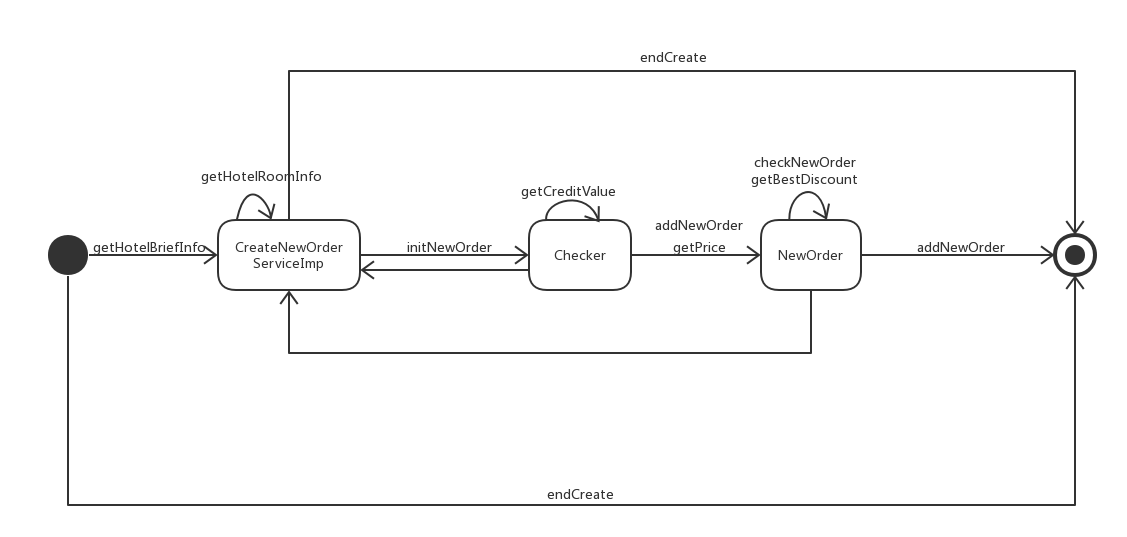 endCreate
checkNewOrder
getBestDiscount
getHotelRoomInfo
getCreditValue
addNewOrder
getHotelBriefInfo
CreateNewOrder
ServiceImp
initNewOrder
Checker
getPrice
NewOrder
addNewOrder
endCreate